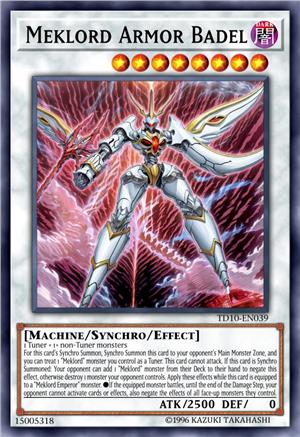 MEKLORD ARMOR BADEL
DARK
闇
TD10-EN039
[MACHINE/SYNCHRO/EFFECT]
1 Tuner + 1+ non-Tuner monsters
For this card's Synchro Summon, Synchro Summon this card to your opponent's Main Monster Zone, and
you can treat 1 "Meklord" monster you control as a Tuner. This card cannot attack. If this card is Synchro
Summoned: Your opponent can add 1 "Meklord" monster from their Deck to their hand to negate this
effect, otherwise destroy 1 monster your opponent controls. Apply these effects while this card is equipped
to a "Meklord Emperor" monster. ●If the equipped monster battles, until the end of the Damage Step, your
opponent cannot activate cards or effects, also negate the effects of all face-up monsters they control.
ATK/2500 DEF/ 0
15005318
©1996 KAZUKI TAKAHASHI